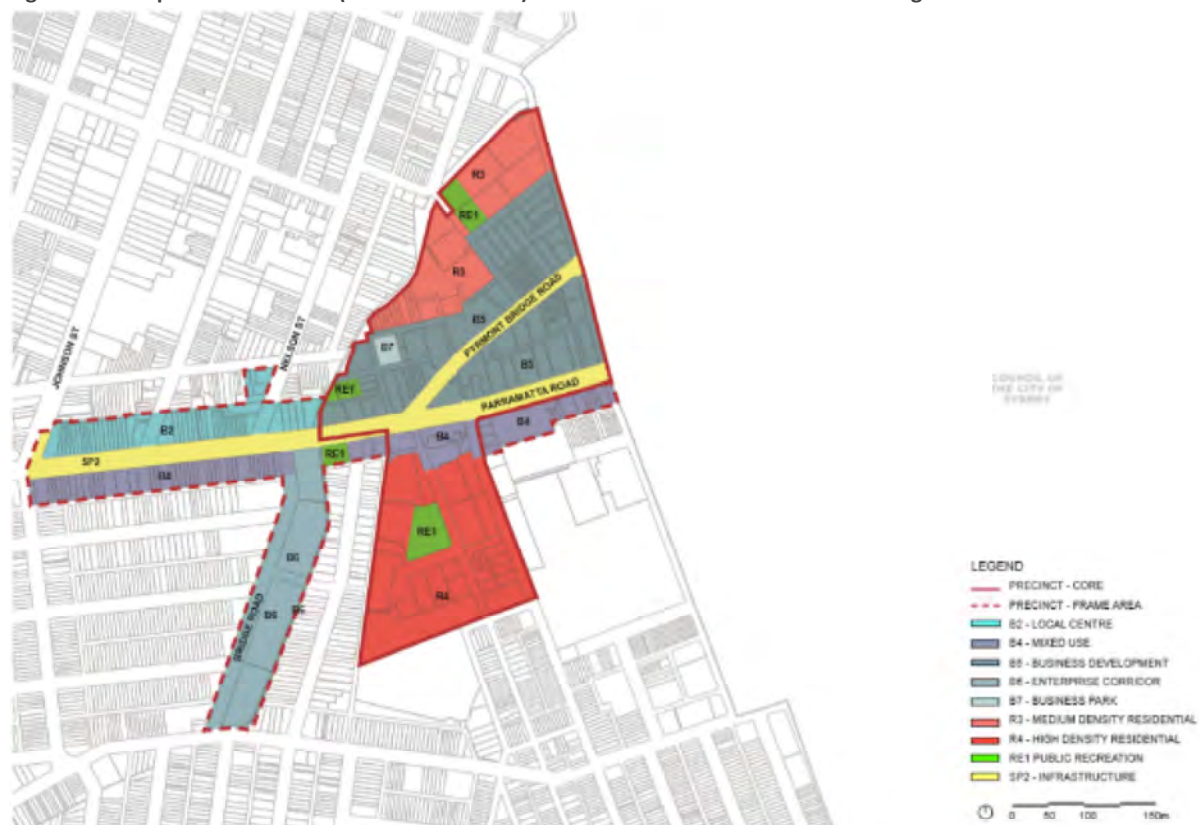 R3
RE1
R3
PYRMONT BRIDGE ROAD
B5
B7
B5
JOHNSON ST
NELSON ST
RE1
PARRAMATTA ROAD
COUNCIL OF
THE CITY OF
SYDNEY
B2
B4
B4
SP2
RE1
B4
RE1
B6
R4
B6
BRIDGE ROAD
LEGEND
PRECINCT - CORE
PRECINCT - FRAME AREA
B2 - LOCAL CENTRE
B4 - MIXED USE
B5 - BUSINESS DEVELOPMENT
B6 - ENTERPRISE CORRIDOR
B7 - BUSINESS PARK
R3 - MEDIUM DENSITY RESIDENTIAL
R4 - HIGH DENSITY RESIDENTIAL
RE1 PUBLIC RECREATION
SP2 - INFRASTRUCTURE
0 50 100 150m